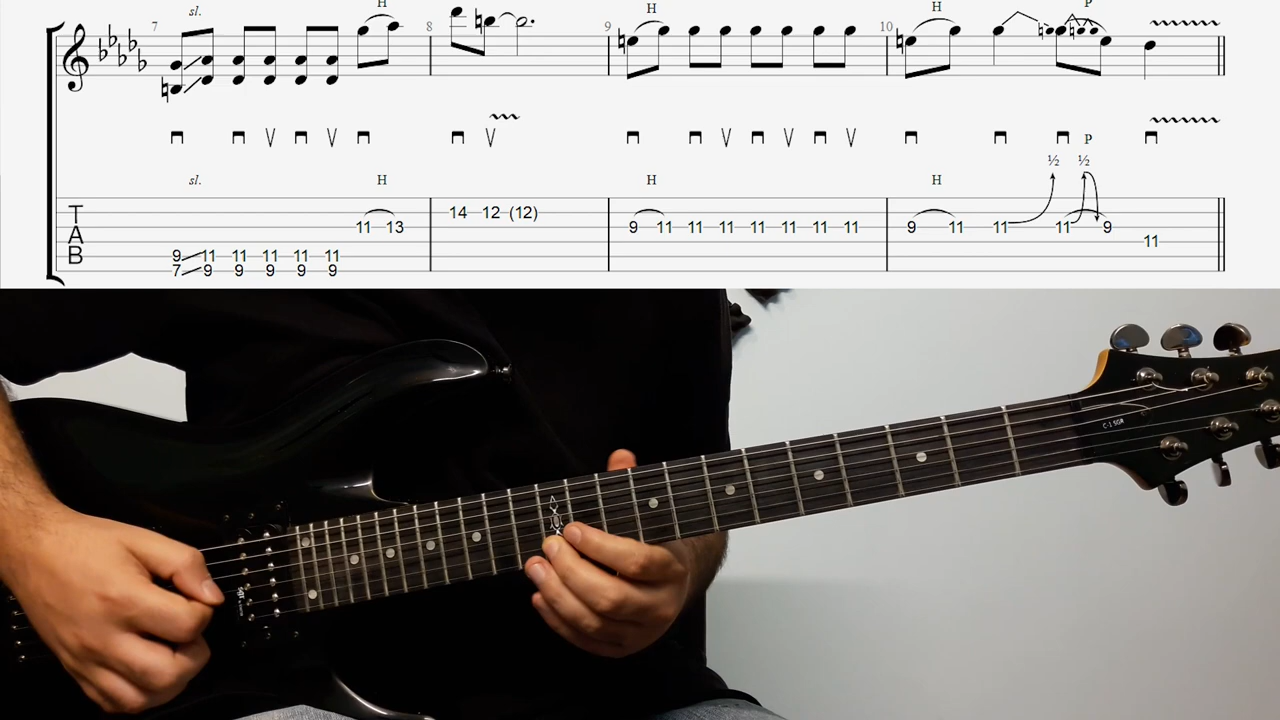 7 sl. H 8 9 H 10 H P
P
½ ½
sl. H H H
14 12 (12)
11 13 9 11 11 11 11 11 11 11 9 11 11 11 9
11
9 11 11 11 11 11
7 9 9 9 9 9
T
A
B
C-1 SGR